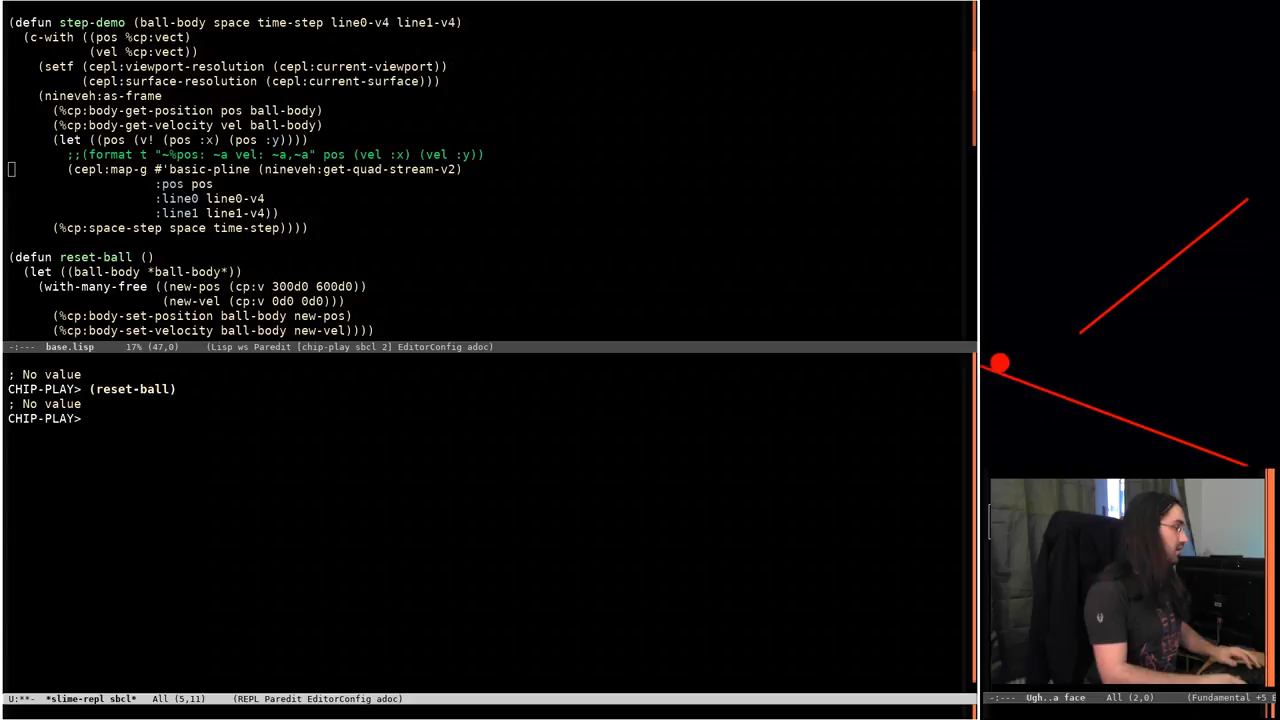 (defun step-demo (ball-body space time-step line0-v4 line1-v4)
(c-with ((pos %cp:vect)
(vel %cp:vect))
(setf (cepl:viewport-resolution (cepl:current-viewport))
(cepl:surface-resolution (cepl:current-surface)))
(nineveh:as-frame
(%cp:body-get-position pos ball-body)
(%cp:body-get-velocity vel ball-body)
(let ((pos (v! (pos :x) (pos :y))))
;;(format t "~%pos: ~a vel: ~a,~a" pos (vel :x) (vel :y))
(cepl:map-g #'basic-pline (nineveh:get-quad-stream-v2)
:pos pos
:line0 line0-v4
:line1 line1-v4))
(%cp:space-step space time-step))))
(defun reset-ball ()
(let ((ball-body *ball-body*))
(with-many-free ((new-pos (cp:v 300d0 600d0))
(new-vel (cp:v 0d0 0d0)))
(%cp:body-set-position ball-body new-pos)
(%cp:body-set-velocity ball-body new-vel))))
-:--- base.lisp 17% (47,0) (Lisp ws Paredit [chip-play sbcl 2] EditorConfig adoc)
; No value
CHIP-PLAY> (reset-ball)
; No value
CHIP-PLAY>
U:**- *slime-repl sbcl* All (5,11) (REPL Paredit EditorConfig adoc)
-:--- Ugh..a face All (2,0) (Fundamental +5 E